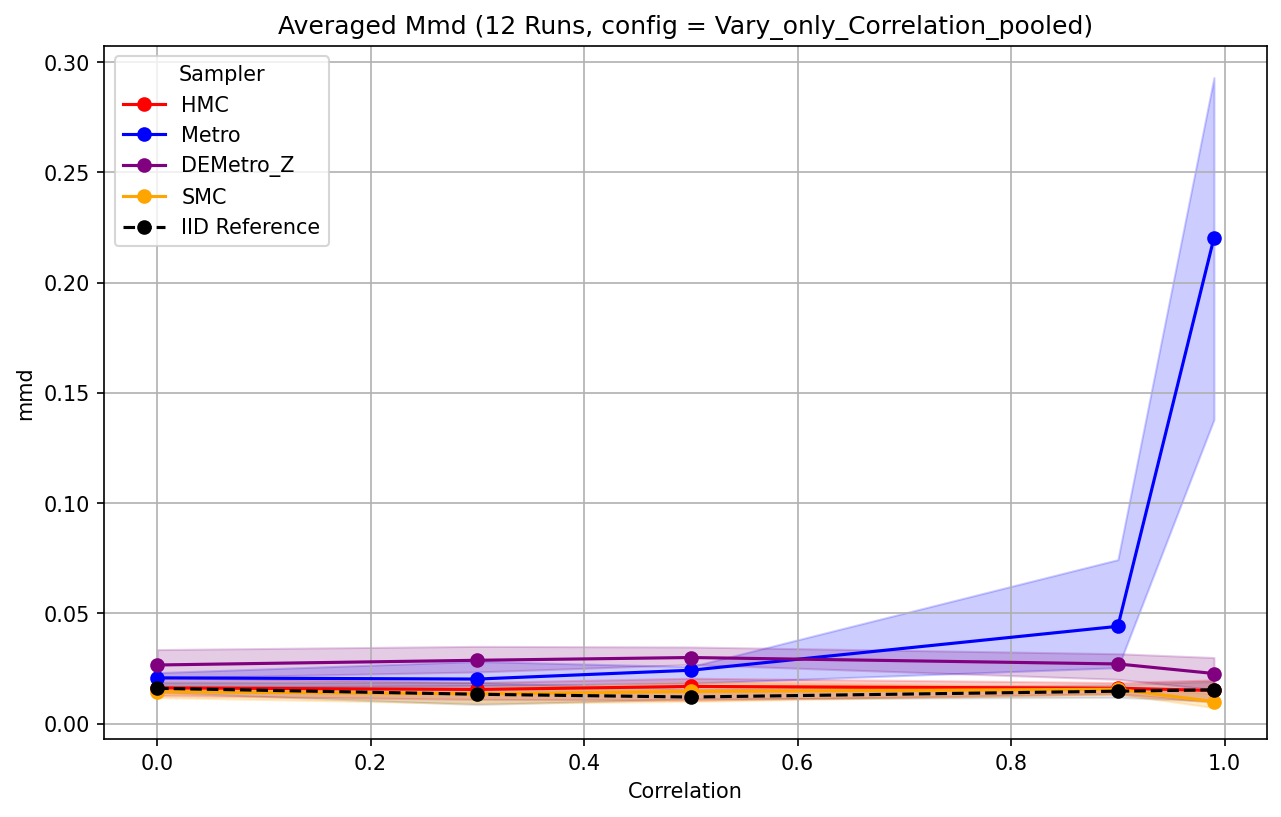 Averaged Mmd (12 Runs, config = Vary_only_Correlation_pooled)
Sampler
HMC
Metro
DEMetro_Z
SMC
IID Reference
mmd
0.30
0.25
0.20
0.15
0.10
0.05
0.00
0.0 0.2 0.4 0.6 0.8 1.0
Correlation